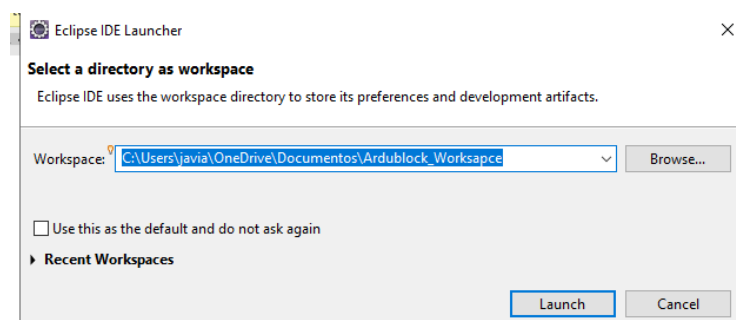 Eclipse IDE Launcher
Select a directory as workspace
Eclipse IDE uses the workspace directory to store its preferences and development artifacts.
Workspace: C:\Users\javia\OneDrive\Documentos\Ardublock_Worksapce Browse...
Use this as the default and do not ask again
Recent Workspaces
Launch Cancel